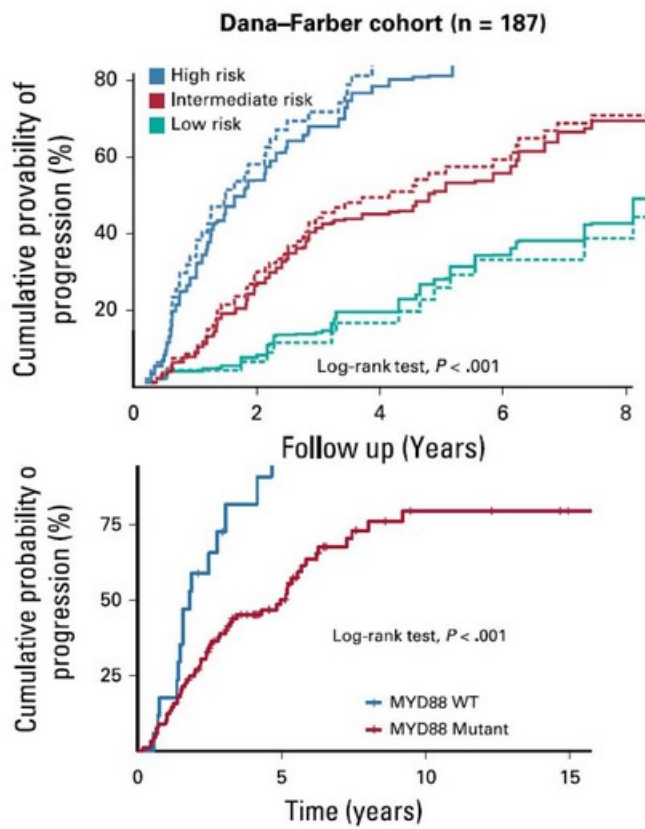 Dana–Farber cohort (n = 187)
Cumulative provability of
progression (%)
80
60
40
20
High risk
Intermediate risk
Low risk
Log-rank test, P < .001
0 2 4 6 8
Follow up (Years)
Cumulative probability o
progression (%)
75
50
25
Log-rank test, P < .001
MYD88 WT
MYD88 Mutant
0 5 10 15
Time (years)